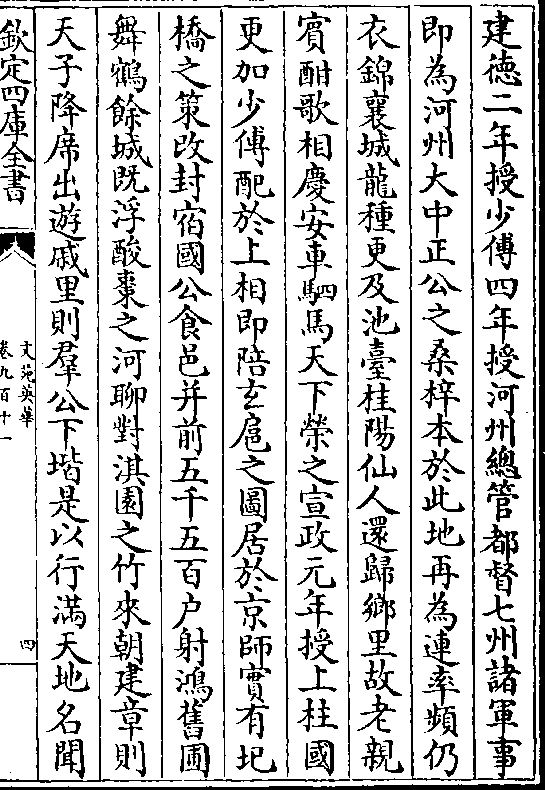 建德二年授少傅四年授河州總管都督七州諸軍事
即為河州大中正公之桑梓本於此地再為連率頻仍
衣錦襄城龍種更及池臺桂陽仙人還歸鄉里故老親
賓酣歌相慶安車駟馬天下榮之宣政元年授上柱國
更加少傅配於上相即陪玄扈之圖居於京師實有圯
橋之策改封宿國公食邑并前五千五百户射鴻舊圃
舞鶴餘城既浮酸棗之河聊對淇園之竹來朝建章則
天子降席出遊戚里則羣公下堦是以行滿天地名聞
欽定四庫全書
文苑英華
卷九百十一
四